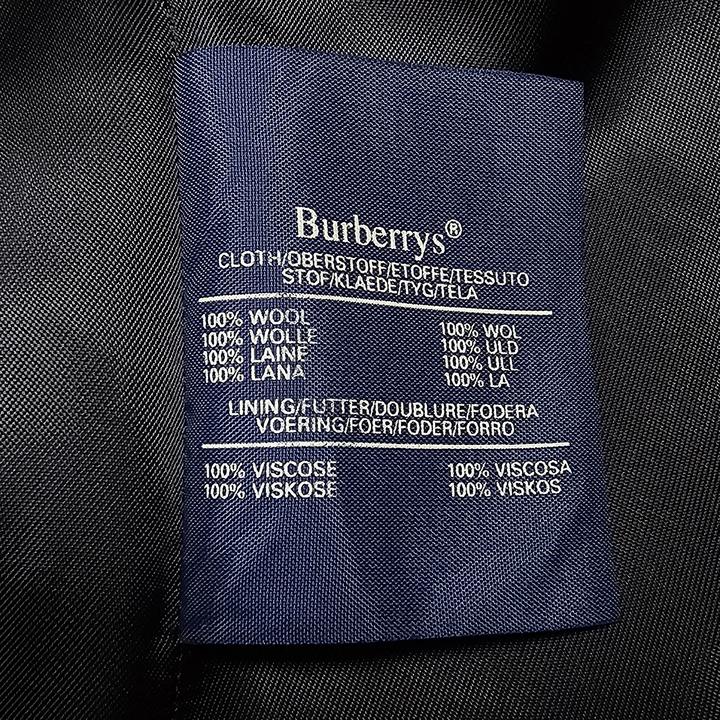 Burberrys®
CLOTH/OBERSTOFF/ETOFFE/TESSUTO
STOF/KLAEDE/TYG/TELA
100% WOOL
100% WOLLE
100% LAINE
100% LANA
100% WOL
100% ULD
100% ULL
100% LA
LINING/FUTTER/DOUBLURE/FODERA
VOERING/FOER/FODER/FORRO
100% VISCOSE
100% VISKOSE
100% VISCOSA
100% VISKOS